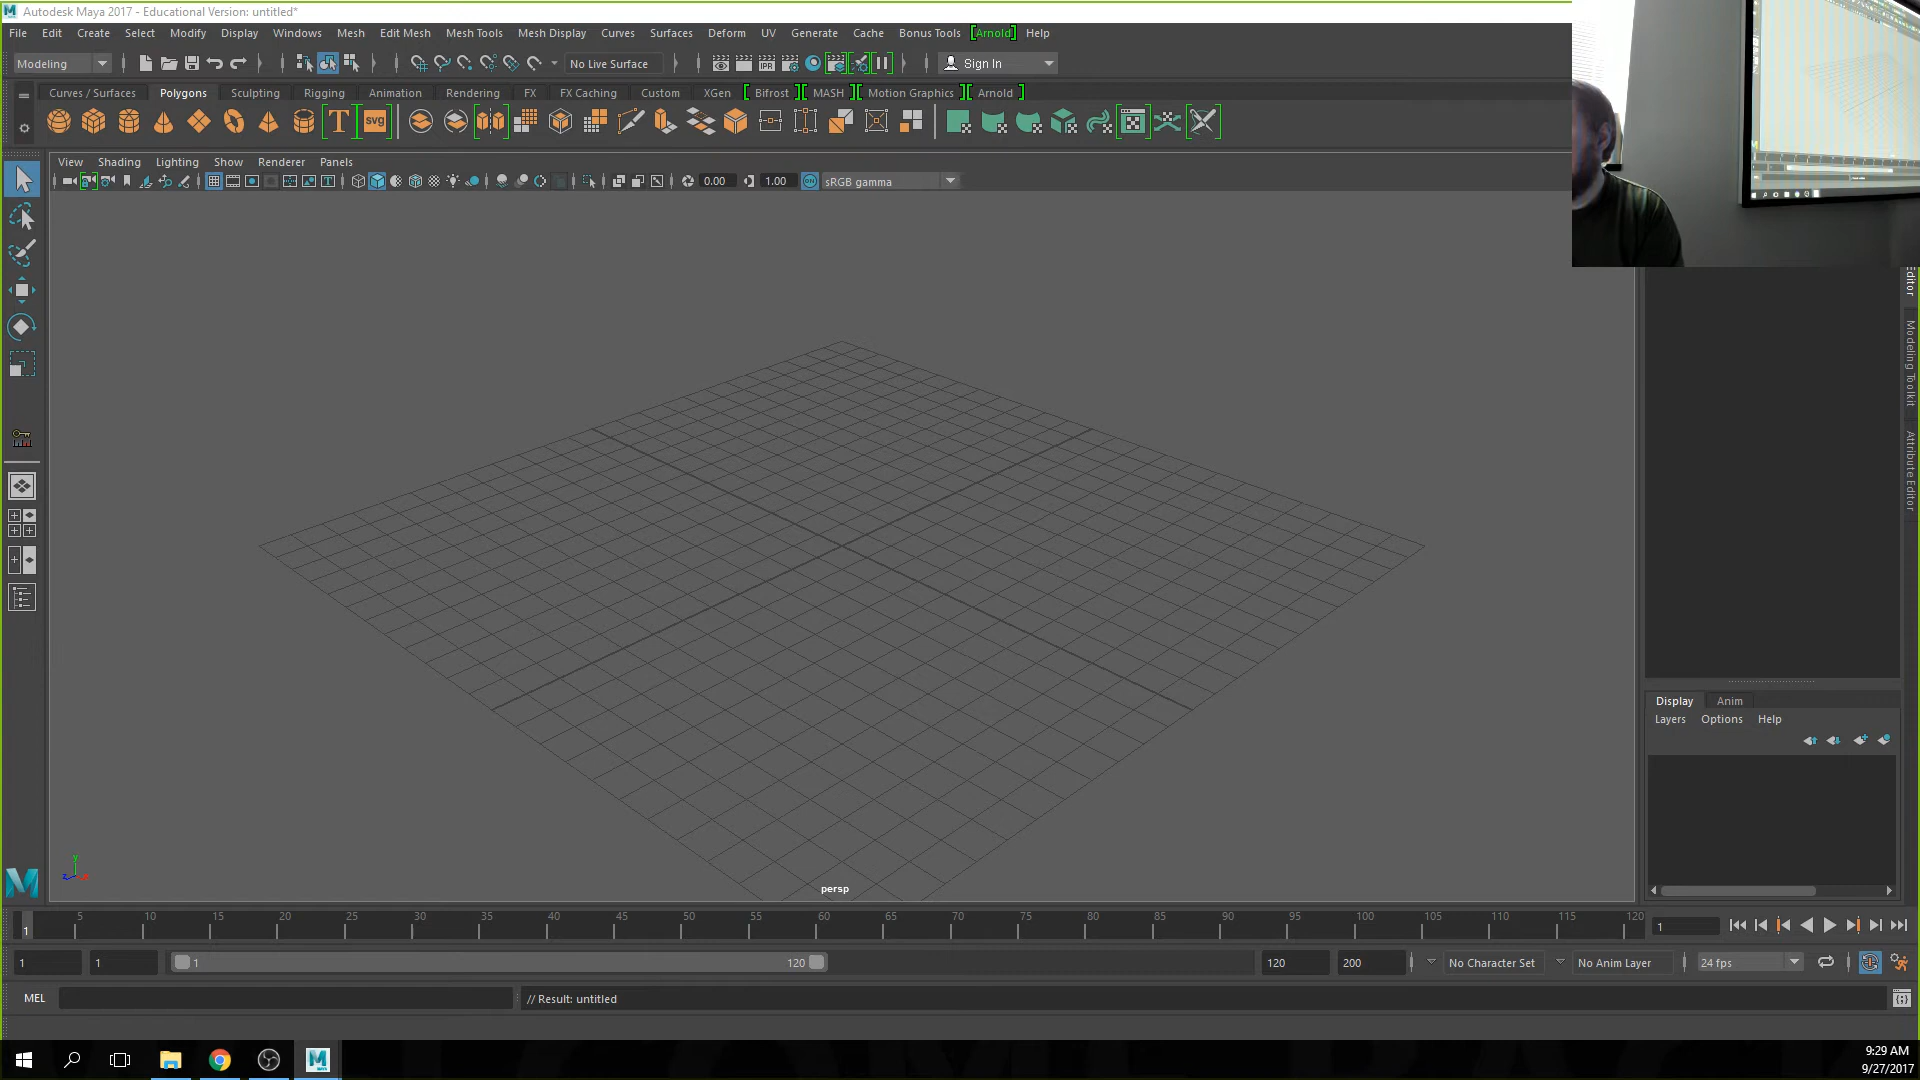 Autodesk Maya 2017 - Educational Version: untitled*
File Edit Create Select Modify Display Windows Mesh Edit Mesh Mesh Tools Mesh Display Curves Surfaces Deform UV Generate Cache Bonus Tools [Arnold] Help
Modeling No Live Surface Sign In
Curves / Surfaces Polygons Sculpting Rigging Animation Rendering FX FX Caching Custom XGen [ Bifrost ][ MASH ][ Motion Graphics ][ Arnold ]
T svg
View Shading Lighting Show Renderer Panels
0.00 1.00 ON sRGB gamma
Editor
Modeling Toolkit
Attribute Editor
Display Anim
Layers Options Help
y
z
persp
5 10 15 20 25 30 35 40 45 50 55 60 65 70 75 80 85 90 95 100 105 110 115 120
1 1
1 1 1 120 120 200 No Character Set No Anim Layer 24 fps
MEL // Result: untitled
9:29 AM
9/27/2017